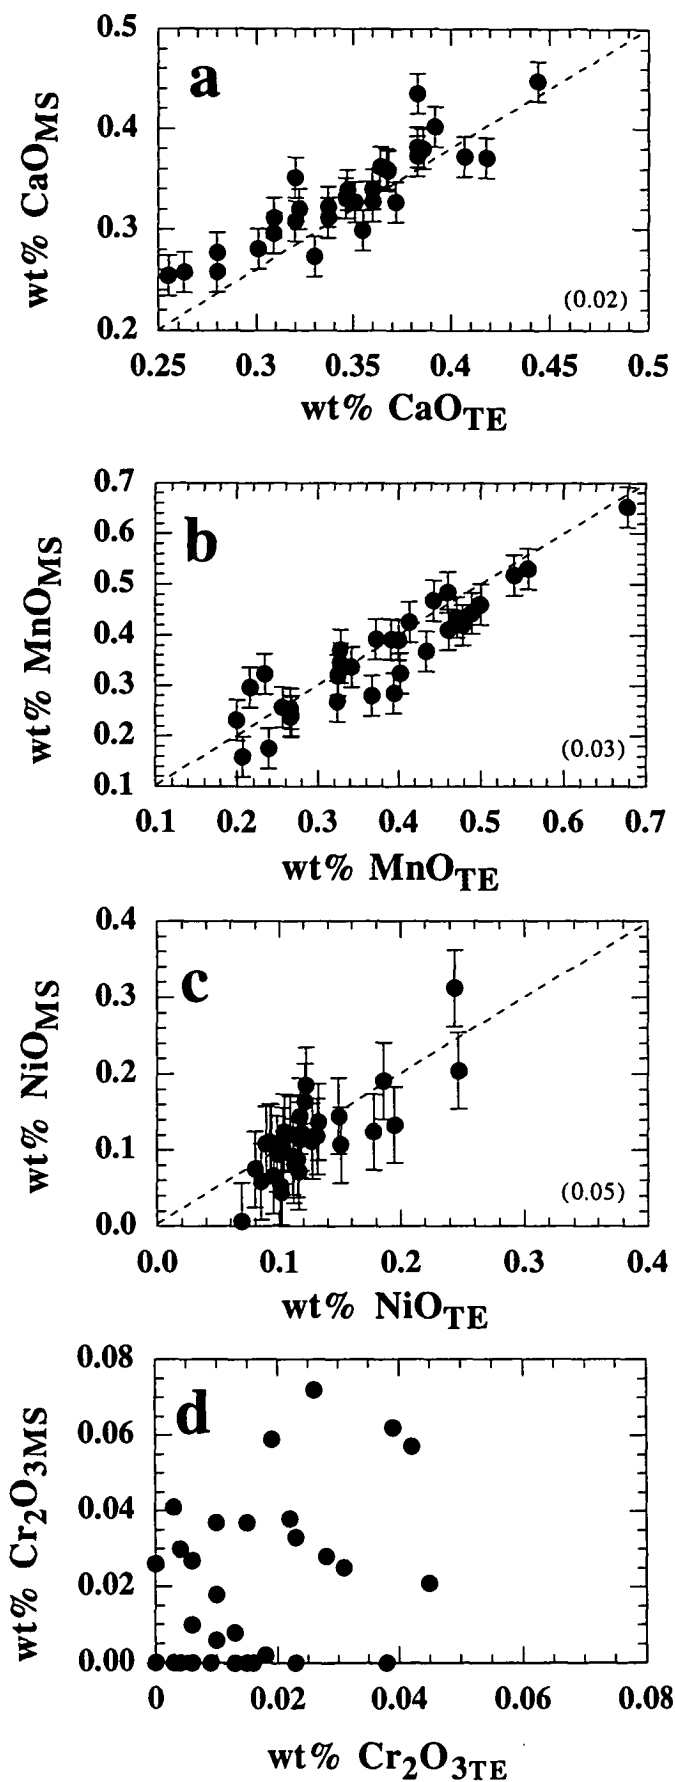 a
wt% CaO_MS
0.5
0.4
0.3
0.2
(0.02)
0.25 0.3 0.35 0.4 0.45 0.5
wt% CaO_TE
b
wt% MnO_MS
0.7
0.6
0.5
0.4
0.3
0.2
0.1
(0.03)
0.1 0.2 0.3 0.4 0.5 0.6 0.7
wt% MnO_TE
c
wt% NiO_MS
0.4
0.3
0.2
0.1
0.0
(0.05)
0.0 0.1 0.2 0.3 0.4
wt% NiO_TE
d
wt% Cr₂O₃MS
0.08
0.06
0.04
0.02
0.00
0 0.02 0.04 0.06 0.08
wt% Cr₂O₃TE